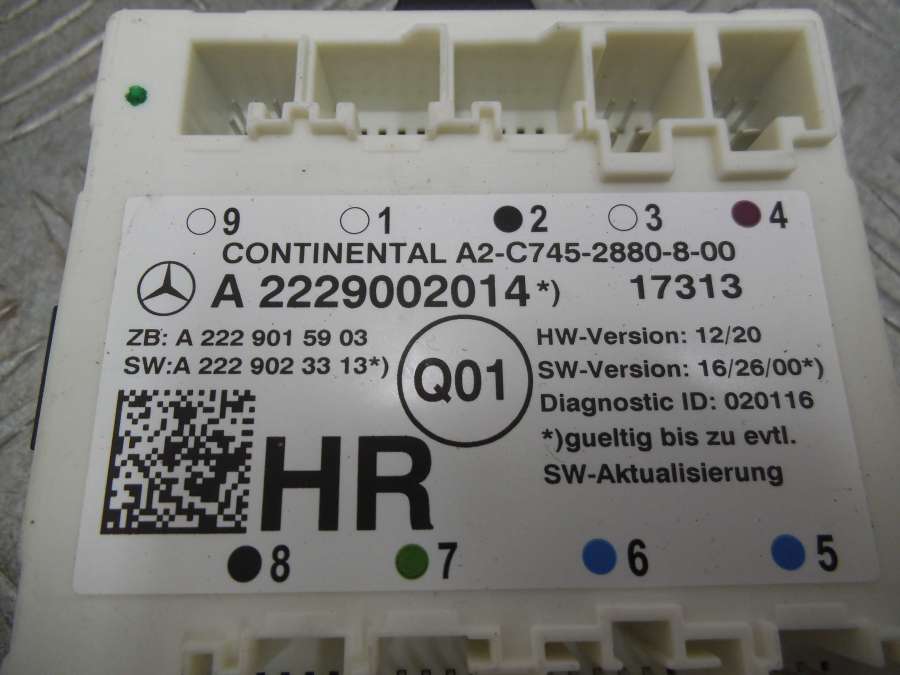 9 1 2 3 4
CONTINENTAL A2-C745-2880-8-00
A 2229002014*) 17313
ZB: A 222 901 59 03
HW-Version: 12/20
SW:A 222 902 33 13*)
Q01
SW-Version: 16/26/00*)
Diagnostic ID: 020116
*)gueltig bis zu evtl.
HR
SW-Aktualisierung
8 7 6 5